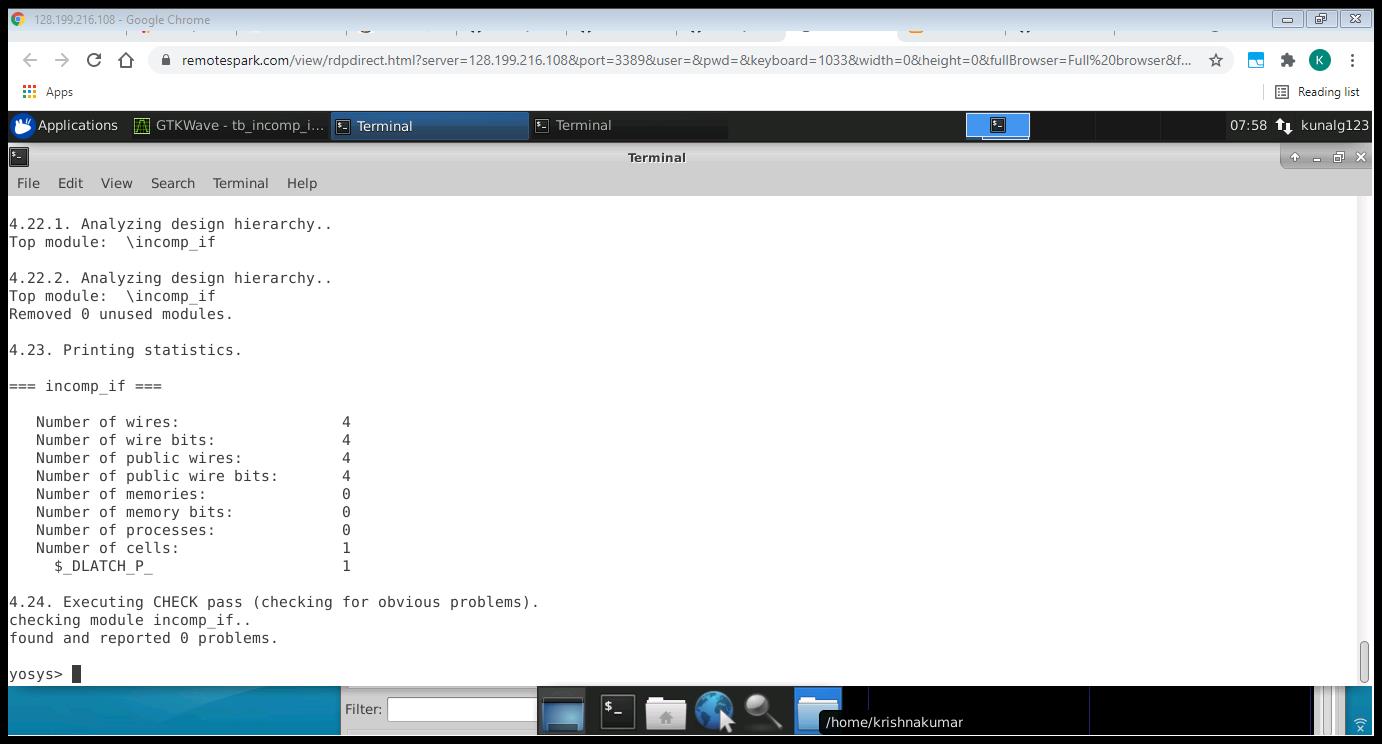 128.199.216.108 - Google Chrome
remotespark.com/view/rdpdirect.html?server=128.199.216.108&port=3389&user=&pwd=&keyboard=1033&width=0&height=0&fullBrowser=Full%20browser&f...
K
Apps
Reading list
Applications
GTKWave - tb_incomp_i...
Terminal
Terminal
07:58
kunalg123
Terminal
File Edit View Search Terminal Help
4.22.1. Analyzing design hierarchy..
Top module:  \incomp_if
4.22.2. Analyzing design hierarchy..
Top module:  \incomp_if
Removed 0 unused modules.
4.23. Printing statistics.
=== incomp_if ===
Number of wires: 4
Number of wire bits: 4
Number of public wires: 4
Number of public wire bits: 4
Number of memories: 0
Number of memory bits: 0
Number of processes: 0
Number of cells: 1
$_DLATCH_P_ 1
4.24. Executing CHECK pass (checking for obvious problems).
checking module incomp_if..
found and reported 0 problems.
yosys>
Filter:
$_
/home/krishnakumar